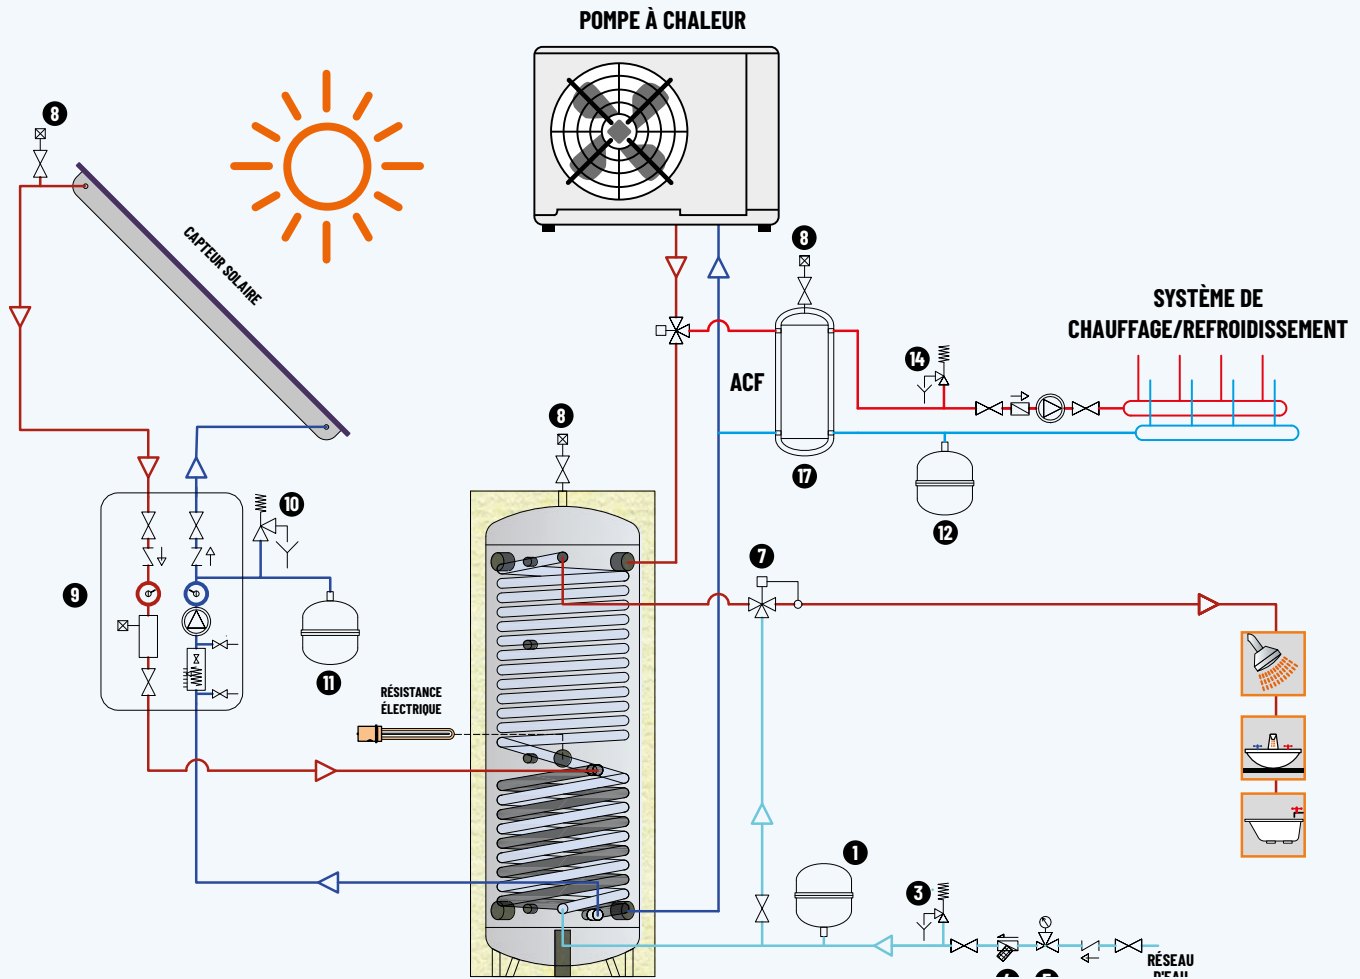 POMPE À CHALEUR
8
CAPTEUR SOLAIRE
8
SYSTÈME DE
CHAUFFAGE/REFROIDISSEMENT
14
ACF
8
17
10
12
7
9
11
RÉSISTANCE
ÉLECTRIQUE
1
3
RÉSEAU
D'EAU